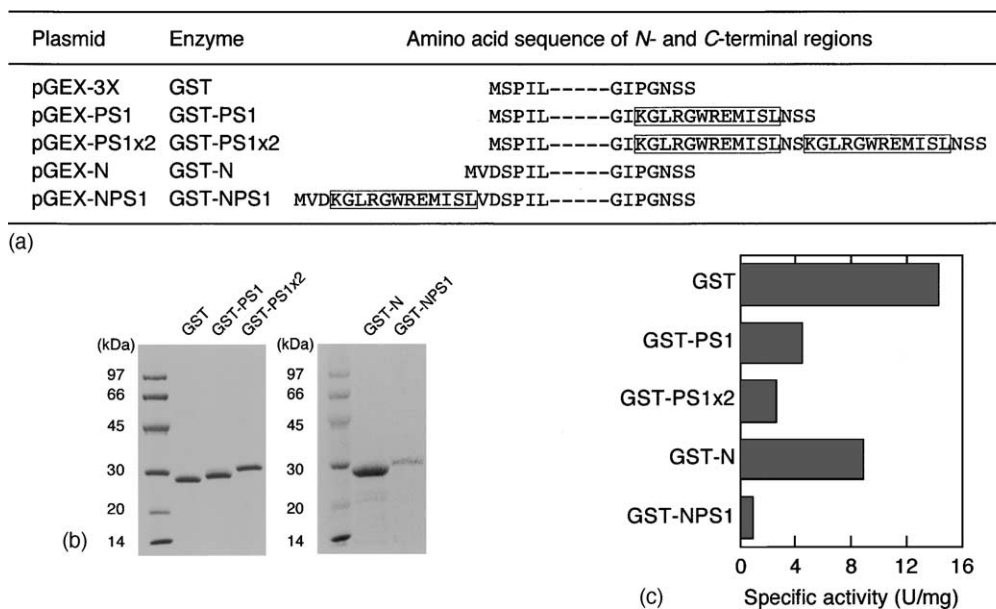 Plasmid Enzyme Amino acid sequence of N- and C-terminal regions
pGEX-3X GST MSPIL-----GIPGNSS
pGEX-PS1 GST-PS1 MSPIL-----GIKGLRGWREMISLNSS
pGEX-PS1x2 GST-PS1x2 MSPIL-----GIKGLRGWREMISLNSKGLRGWREMISLNSS
pGEX-N GST-N MVDSPIL-----GIPGNSS
pGEX-NPS1 GST-NPS1 MVDKGLRGWREMISLVDSPIL-----GIPGNSS
(a)
GST GST-PS1 GST-PS1x2
(kDa)
97
66
45
30
20
14
(b)
GST-N GST-NPS1
(kDa)
97
66
45
30
20
14
GST
GST-PS1
GST-PS1x2
GST-N
GST-NPS1
0 4 8 12 16
(c) Specific activity (U/mg)